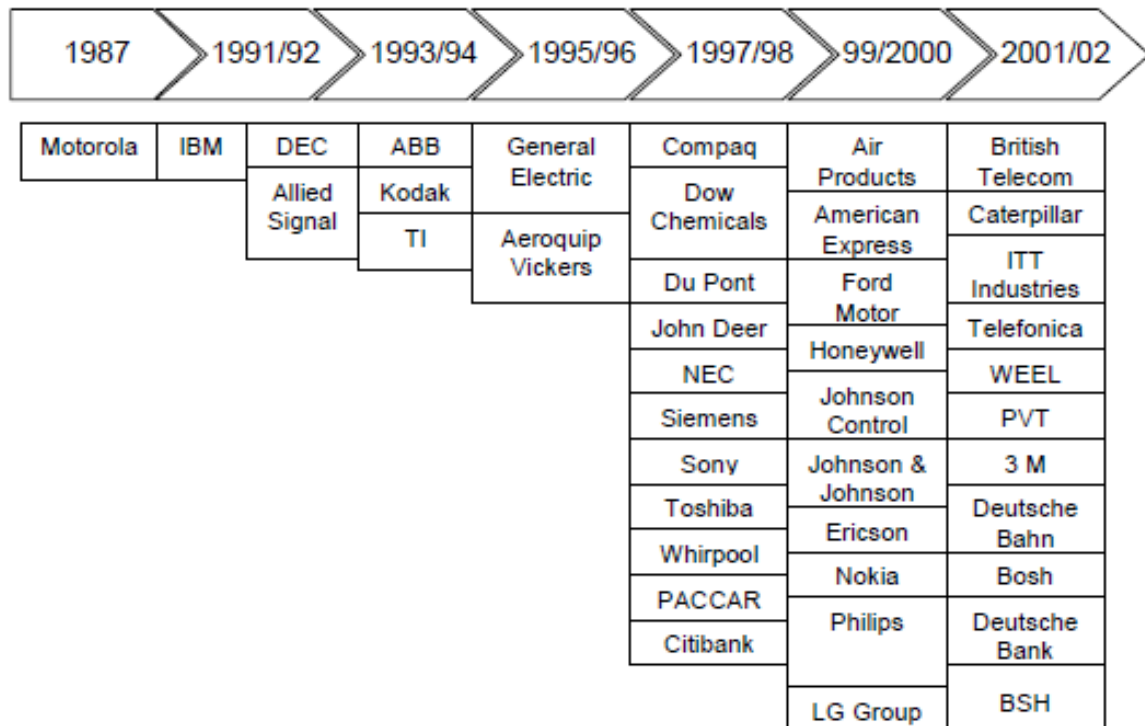 1987
1991/92
1993/94
1995/96
1997/98
99/2000
2001/02
Motorola
IBM
DEC
Allied
Signal
ABB
Kodak
TI
General
Electric
Aeroquip
Vickers
Compaq
Dow
Chemicals
Du Pont
John Deer
NEC
Siemens
Sony
Toshiba
Whirpool
PACCAR
Citibank
Air
Products
American
Express
Ford
Motor
Honeywell
Johnson
Control
Johnson &
Johnson
Ericson
Nokia
Philips
LG Group
British
Telecom
Caterpillar
ITT
Industries
Telefonica
WEEL
PVT
3 M
Deutsche
Bahn
Bosh
Deutsche
Bank
BSH